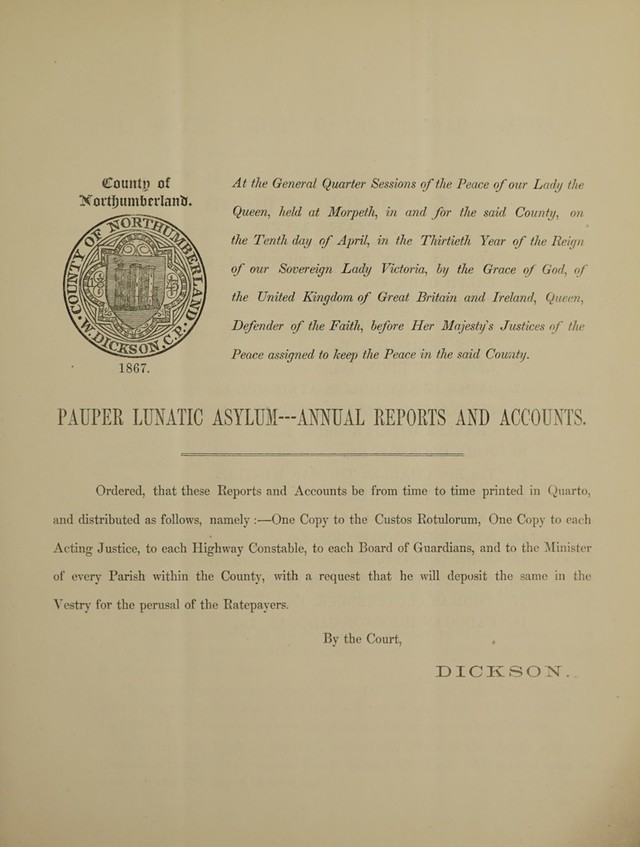 County of
Northumberland.
COUNTY OF NORTHUMBERLAND
W. DICKSON. C.P.
1867.
At the General Quarter Sessions of the Peace of our Lady the
Queen, held at Morpeth, in and for the said County, on
the Tenth day of April, in the Thirtieth Year of the Reign
of our Sovereign Lady Victoria, by the Grace of God, of
the United Kingdom of Great Britain and Ireland, Queen,
Defender of the Faith, before Her Majesty's Justices of the
Peace assigned to keep the Peace in the said County.
PAUPER LUNATIC ASYLUM---ANNUAL REPORTS AND ACCOUNTS.
Ordered, that these Reports and Accounts be from time to time printed in Quarto,
and distributed as follows, namely :—One Copy to the Custos Rotulorum, One Copy to each
Acting Justice, to each Highway Constable, to each Board of Guardians, and to the Minister
of every Parish within the County, with a request that he will deposit the same in the
Vestry for the perusal of the Ratepayers.
By the Court,
DICKSON.